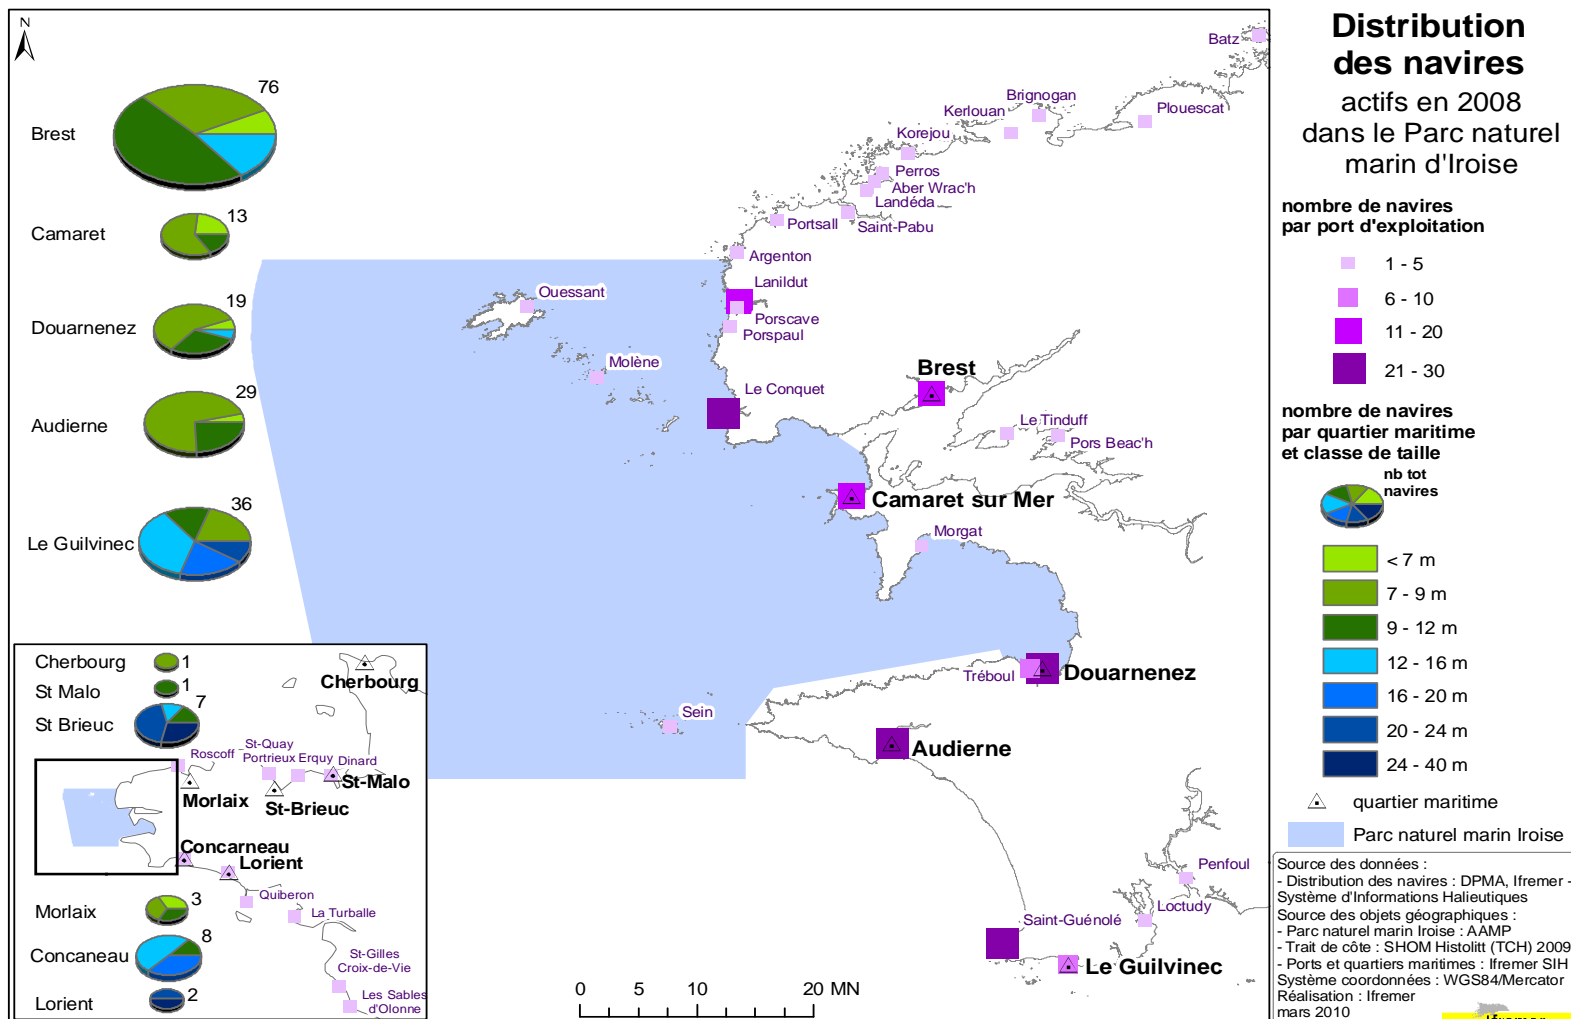 Distribution
des navires
actifs en 2008
dans le Parc naturel
marin d'Iroise
nombre de navires
par port d'exploitation
1 - 5
6 - 10
11 - 20
21 - 30
nombre de navires
par quartier maritime
et classe de taille
nb tot
navires
< 7 m
7 - 9 m
9 - 12 m
12 - 16 m
16 - 20 m
20 - 24 m
24 - 40 m
quartier maritime
Parc naturel marin Iroise
Source des données :
- Distribution des navires : DPMA, Ifremer -
Système d'Informations Halieutiques
Source des objets géographiques :
- Parc naturel marin Iroise : AAMP
- Trait de côte : SHOM Histolitt (TCH) 2009
- Ports et quartiers maritimes : Ifremer SIH
Système coordonnées : WGS84/Mercator
Réalisation : Ifremer
mars 2010
N
Brest
76
Camaret
13
Douarnenez
19
Audierne
29
Le Guilvinec
36
Batz
Plouescat
Brignogan
Kerlouan
Korejou
Perros
Aber Wrac'h
Landéda
Saint-Pabu
Portsall
Argenton
Lanildut
Porscave
Porspaul
Ouessant
Molène
Le Conquet
Brest
Le Tinduff
Pors Beac'h
Camaret sur Mer
Morgat
Tréboul
Douarnenez
Sein
Audierne
Penfoul
Loctudy
Saint-Guénolé
Le Guilvinec
0 5 10 20 MN
Cherbourg
1
St Malo
1
St Brieuc
7
Cherbourg
Roscoff
St-Quay
Portrieux
Erquy
Dinard
St-Malo
Morlaix
St-Brieuc
Concarneau
Lorient
Quiberon
La Turballe
St-Gilles
Croix-de-Vie
Les Sables
d'Olonne
Morlaix
3
Concaneau
8
Lorient
2